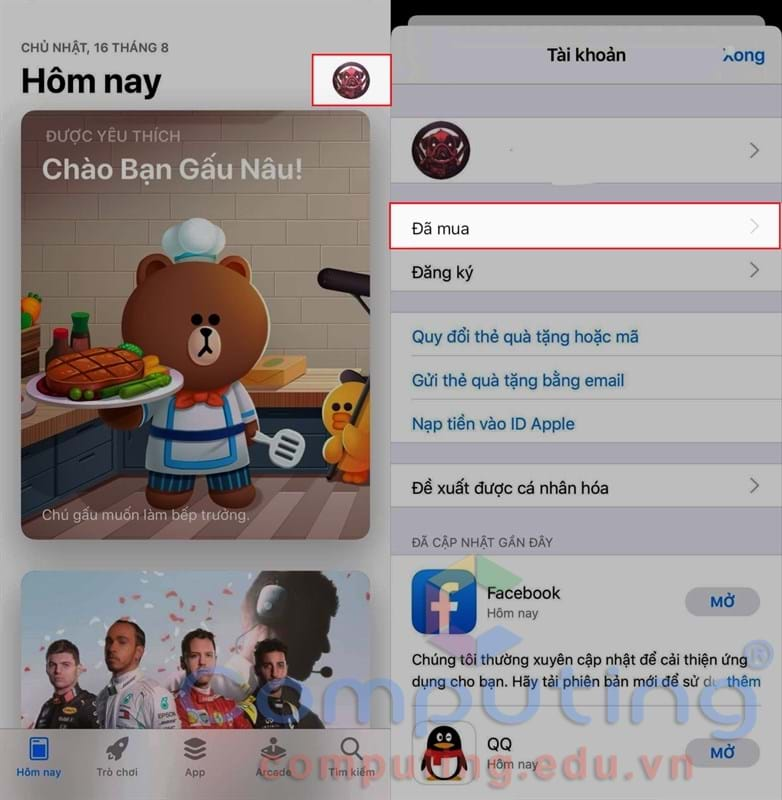 CHỦ NHẬT, 16 THÁNG 8
Hôm nay
ĐƯỢC YÊU THÍCH
Chào Bạn Gấu Nâu!
Chú gấu muốn làm bếp trưởng.
Hôm nay
Trò chơi
App
Arcade
Tìm kiếm
Tài khoản
Xong
Đã mua
Đăng ký
Quy đổi thẻ quà tặng hoặc mã
Gửi thẻ quà tặng bằng email
Nạp tiền vào ID Apple
Đề xuất được cá nhân hóa
ĐÃ CẬP NHẬT GẦN ĐÂY
Facebook
Hôm nay
MỞ
Chúng tôi thường xuyên cập nhật để cải thiện ứng
dụng cho bạn. Hãy tải phiên bản mới để sử dụ thêm
QQ
Hôm nay
MỞ
Computing®
computing.edu.vn